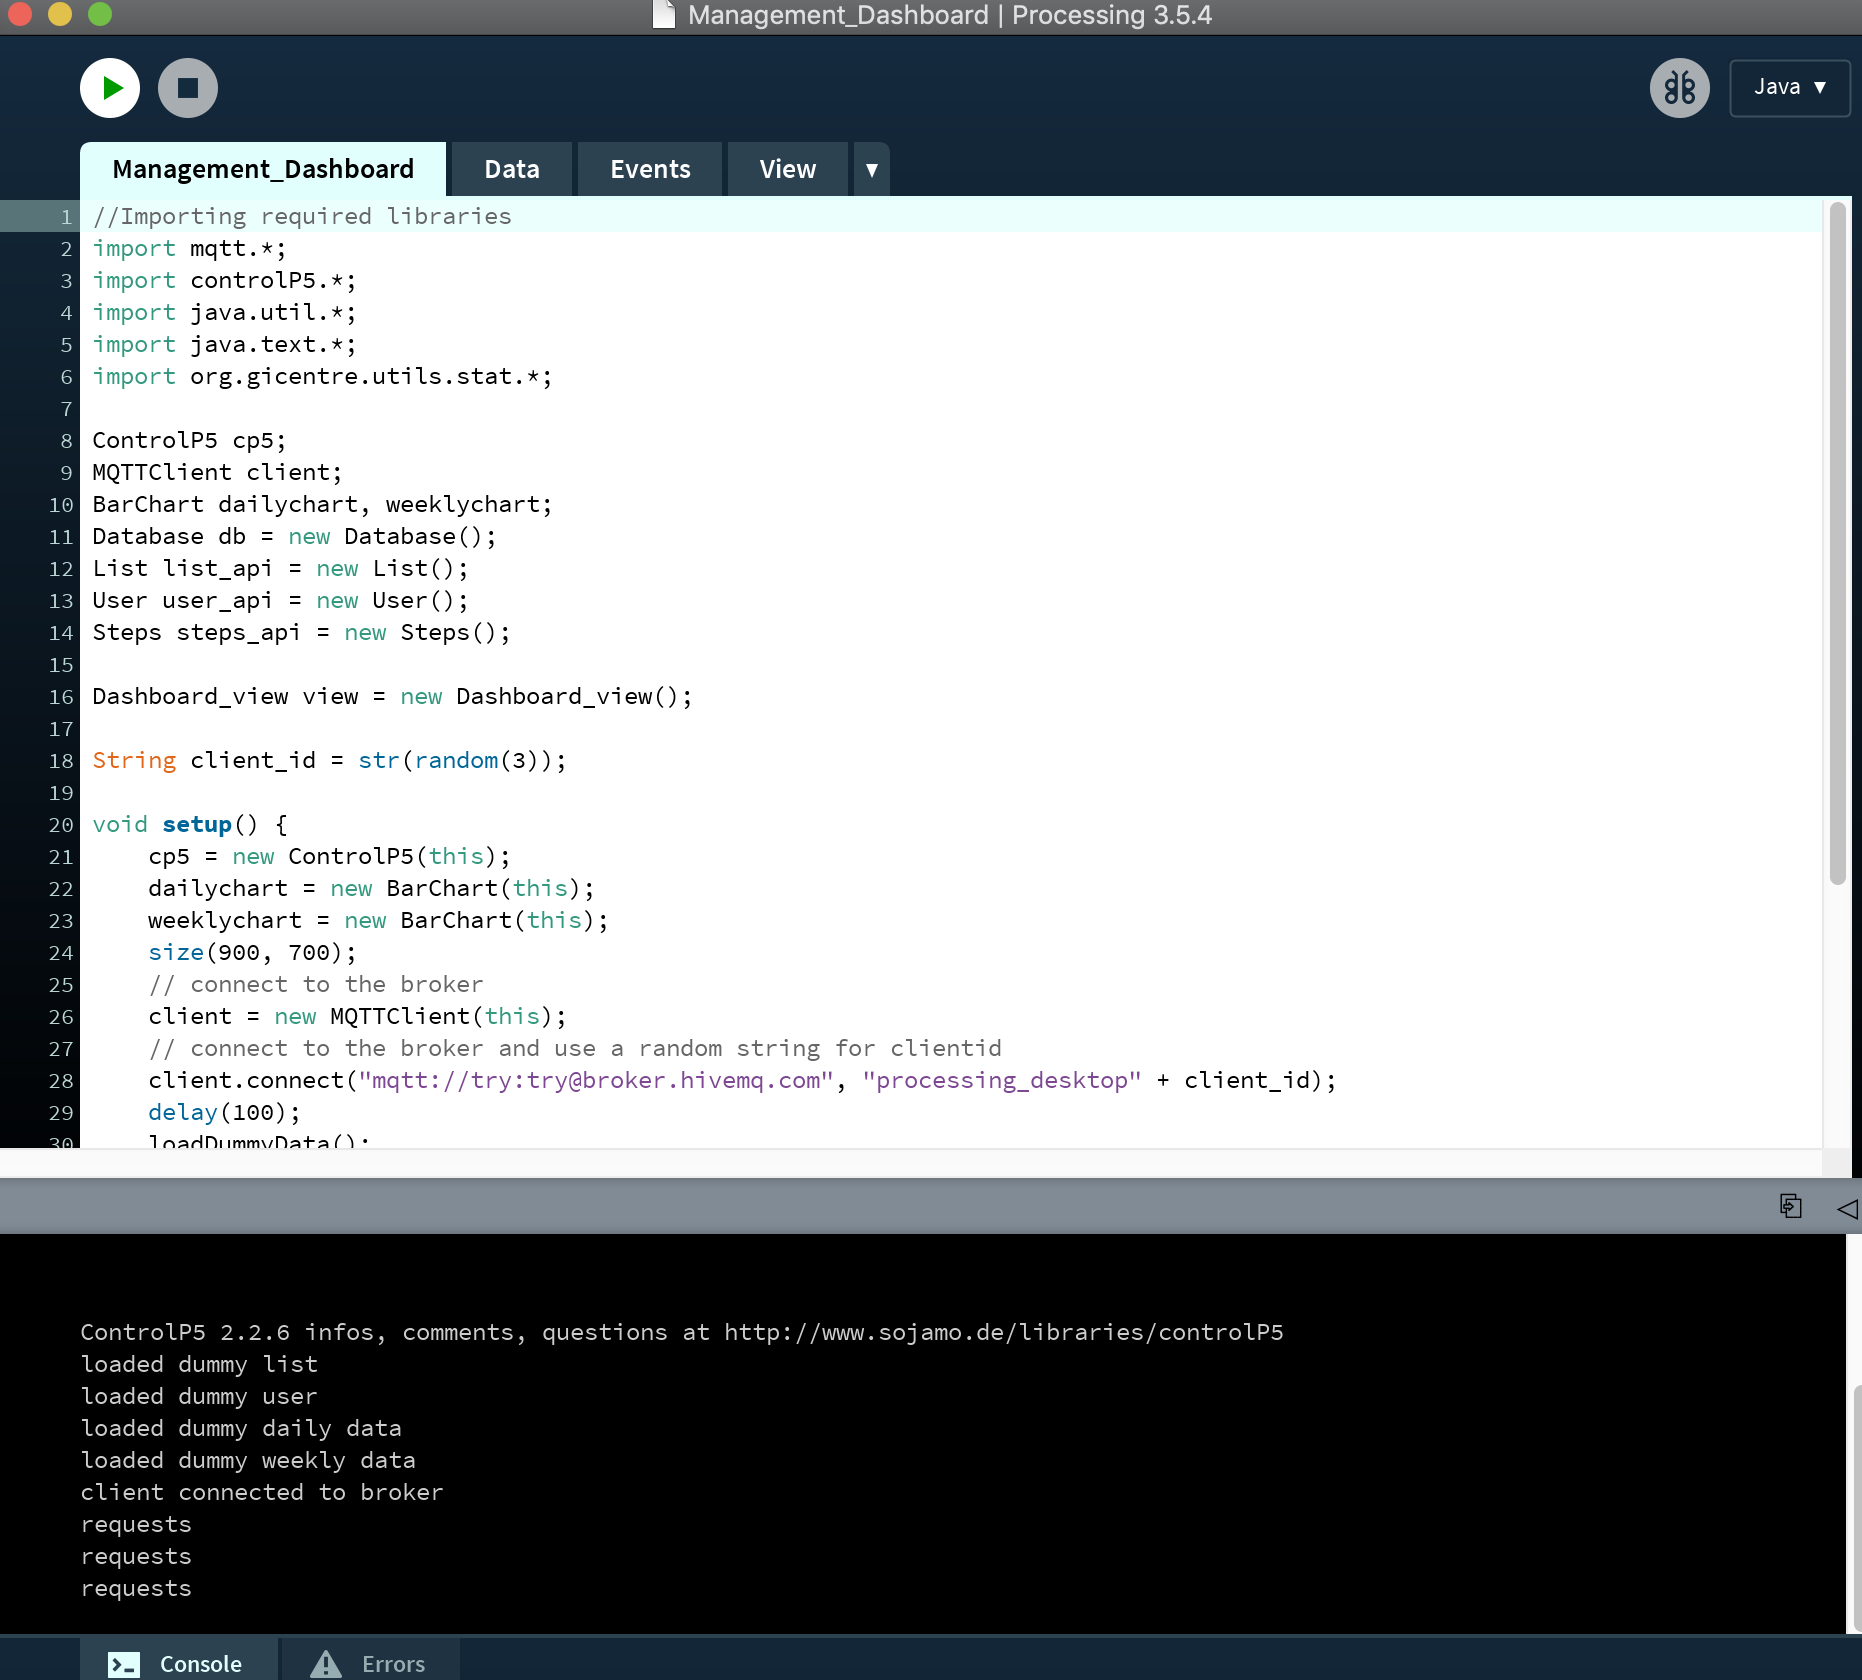 Management_Dashboard | Processing 3.5.4
Java ▼
Management_Dashboard Data Events View ▼
1 //Importing required libraries
2 import mqtt.*;
3 import controlP5.*;
4 import java.util.*;
5 import java.text.*;
6 import org.gicentre.utils.stat.*;
7
8 ControlP5 cp5;
9 MQTTClient client;
10 BarChart dailychart, weeklychart;
11 Database db = new Database();
12 List list_api = new List();
13 User user_api = new User();
14 Steps steps_api = new Steps();
15
16 Dashboard_view view = new Dashboard_view();
17
18 String client_id = str(random(3));
19
20 void setup() {
21 cp5 = new ControlP5(this);
22 dailychart = new BarChart(this);
23 weeklychart = new BarChart(this);
24 size(900, 700);
25 // connect to the broker
26 client = new MQTTClient(this);
27 // connect to the broker and use a random string for clientid
28 client.connect("mqtt://try:try@broker.hivemq.com", "processing_desktop" + client_id);
29 delay(100);
30 loadDummyData();
ControlP5 2.2.6 infos, comments, questions at http://www.sojamo.de/libraries/controlP5
loaded dummy list
loaded dummy user
loaded dummy daily data
loaded dummy weekly data
client connected to broker
requests
requests
requests
Console Errors